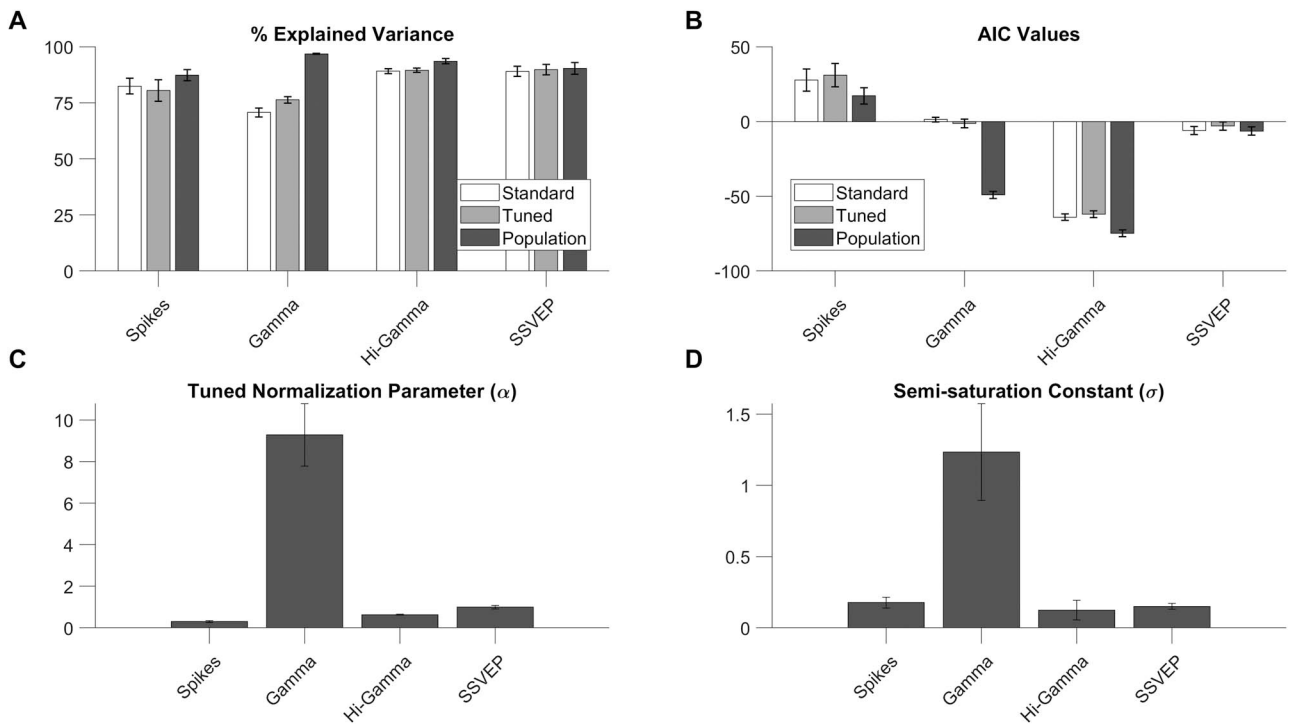 A
% Explained Variance
100
75
50
25
0
Standard
Tuned
Population
Spikes
Gamma
Hi-Gamma
SSVEP
B
AIC Values
50
0
-50
-100
Standard
Tuned
Population
Spikes
Gamma
Hi-Gamma
SSVEP
C
Tuned Normalization Parameter (α)
10
8
6
4
2
0
Spikes
Gamma
Hi-Gamma
SSVEP
D
Semi-saturation Constant (σ)
1.5
1
0.5
0
Spikes
Gamma
Hi-Gamma
SSVEP